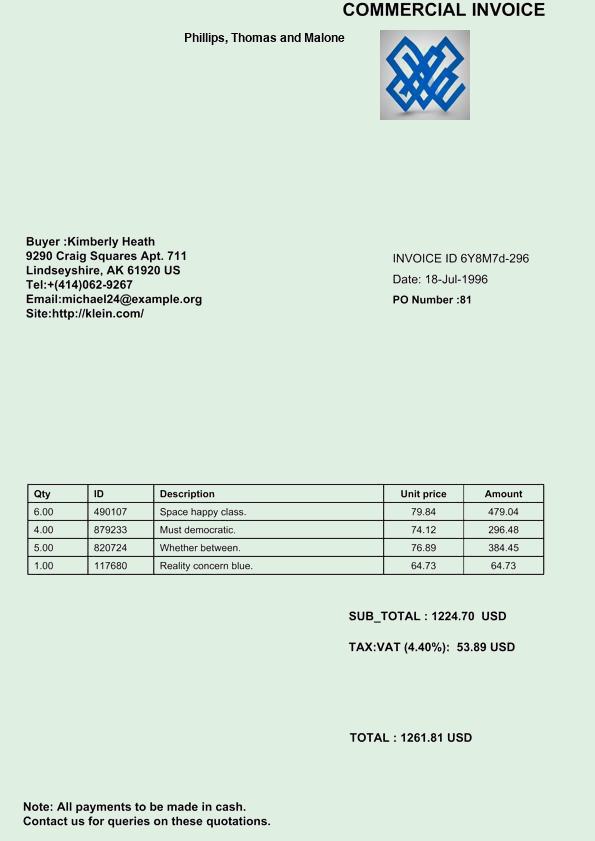 COMMERCIAL INVOICE
Phillips, Thomas and Malone
Buyer :Kimberly Heath
9290 Craig Squares Apt. 711
Lindseyshire, AK 61920 US
Tel:+(414)062-9267
Email:michael24@example.org
Site:http://klein.com/
INVOICE ID 6Y8M7d-296
Date: 18-Jul-1996
PO Number :81
Qty ID Description Unit price Amount
6.00 490107 Space happy class. 79.84 479.04
4.00 879233 Must democratic. 74.12 296.48
5.00 820724 Whether between. 76.89 384.45
1.00 117680 Reality concern blue. 64.73 64.73
SUB_TOTAL : 1224.70 USD
TAX:VAT (4.40%): 53.89 USD
TOTAL : 1261.81 USD
Note: All payments to be made in cash.
Contact us for queries on these quotations.